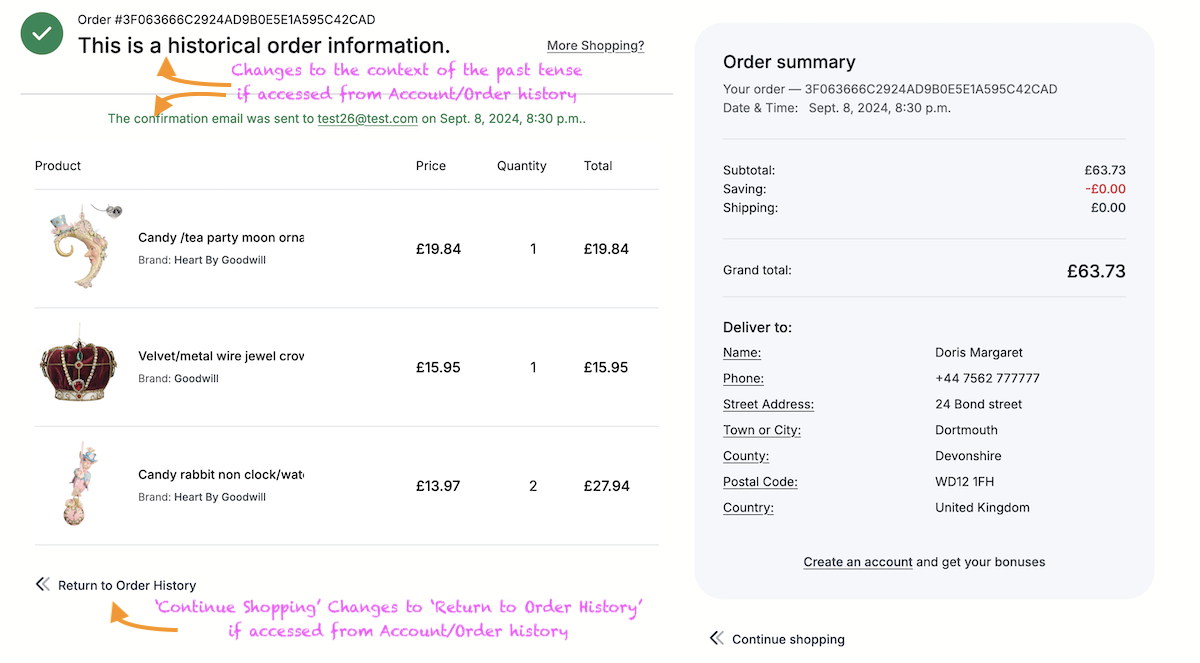 Order #3F063666C2924AD9B0E5E1A595C42CAD
This is a historical order information.
More Shopping?
Changes to the context of the past tense
if accessed from Account/Order history
The confirmation email was sent to test26@test.com on Sept. 8, 2024, 8:30 p.m..
Product Price Quantity Total
Candy /tea party moon orna
Brand: Heart By Goodwill
£19.84 1 £19.84
Velvet/metal wire jewel crow
Brand: Goodwill
£15.95 1 £15.95
Candy rabbit non clock/wat
Brand: Heart By Goodwill
£13.97 2 £27.94
Return to Order History
'Continue Shopping' Changes to 'Return to Order History'
if accessed from Account/Order history
Order summary
Your order — 3F063666C2924AD9B0E5E1A595C42CAD
Date & Time: Sept. 8, 2024, 8:30 p.m.
Subtotal: £63.73
Saving: -£0.00
Shipping: £0.00
Grand total: £63.73
Deliver to:
Name: Doris Margaret
Phone: +44 7562 777777
Street Address: 24 Bond street
Town or City: Dortmouth
County: Devonshire
Postal Code: WD12 1FH
Country: United Kingdom
Create an account and get your bonuses
Continue shopping